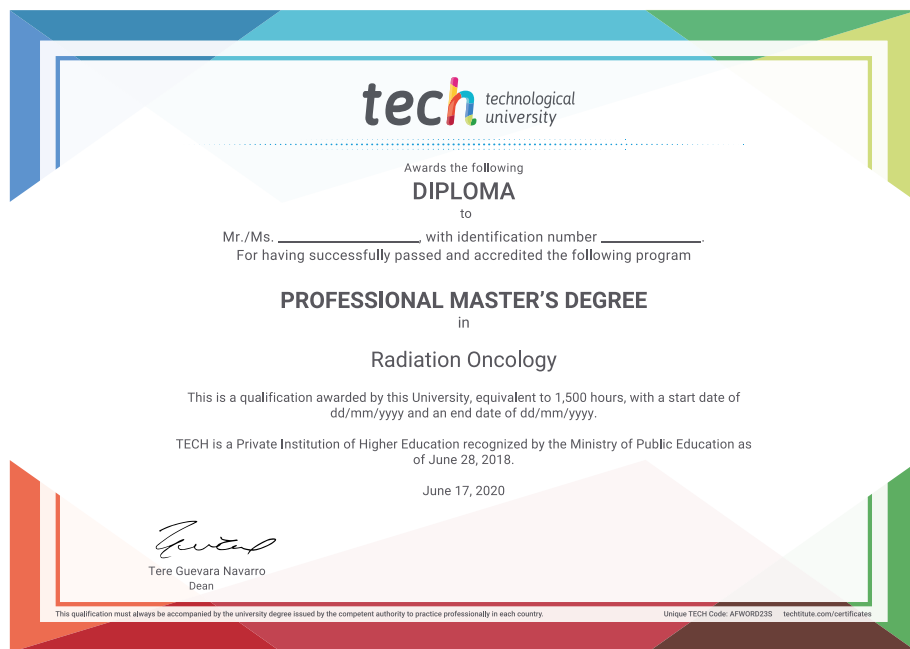 tech technological
university
Awards the following
DIPLOMA
to
Mr./Ms. ____________, with identification number ____________.
For having successfully passed and accredited the following program
PROFESSIONAL MASTER'S DEGREE
in
Radiation Oncology
This is a qualification awarded by this University, equivalent to 1,500 hours, with a start date of
dd/mm/yyyy and an end date of dd/mm/yyyy.
TECH is a Private Institution of Higher Education recognized by the Ministry of Public Education as
of June 28, 2018.
June 17, 2020
Tere Guevara Navarro
Dean
This qualification must always be accompanied by the university degree issued by the competent authority to practice professionally in each country. Unique TECH Code: AFWORD23S techtitute.com/certificates